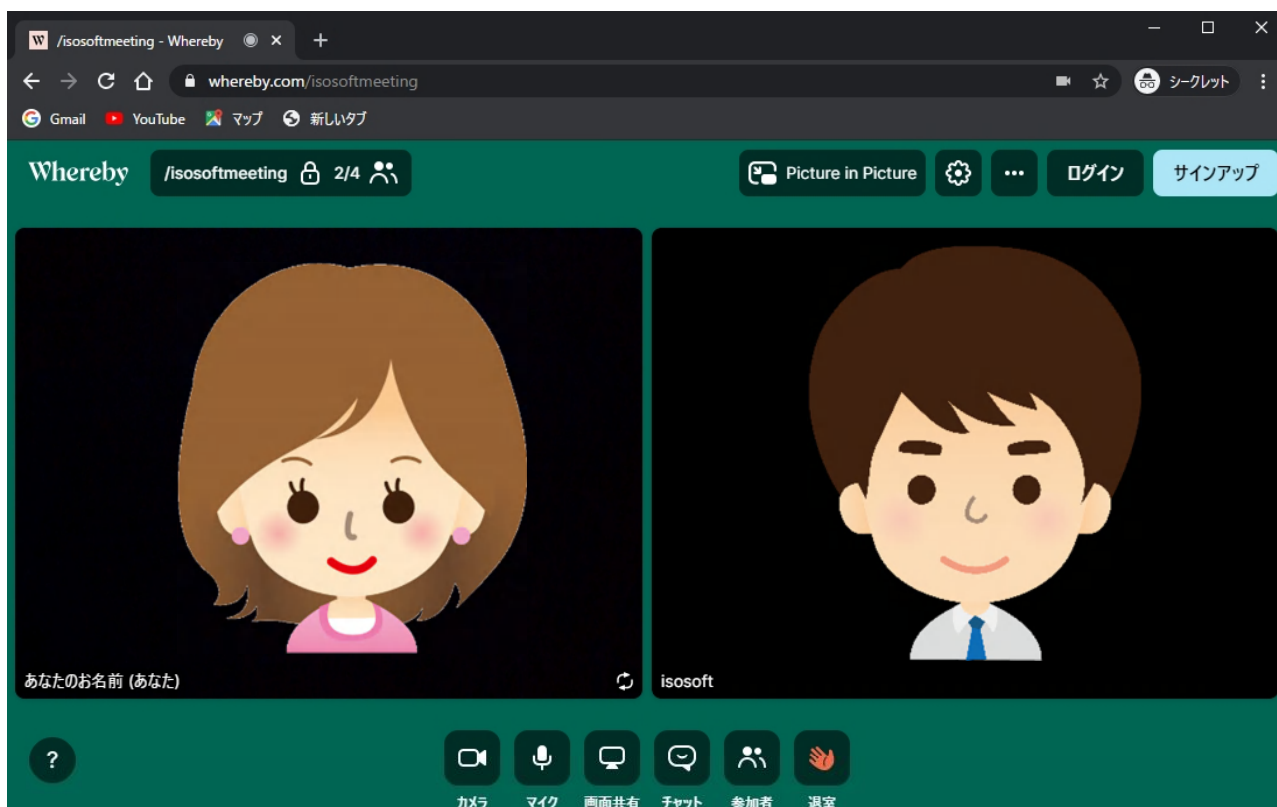 /isosoftmeeting - Whereby
whereby.com/isosoftmeeting
シークレット
Gmail YouTube マップ 新しいタブ
Whereby /isosoftmeeting 2/4 Picture in Picture ログイン サインアップ
あなたのお名前 (あなた)
isosoft
?
カメラ マイク 画面共有 チャット 参加者 退室